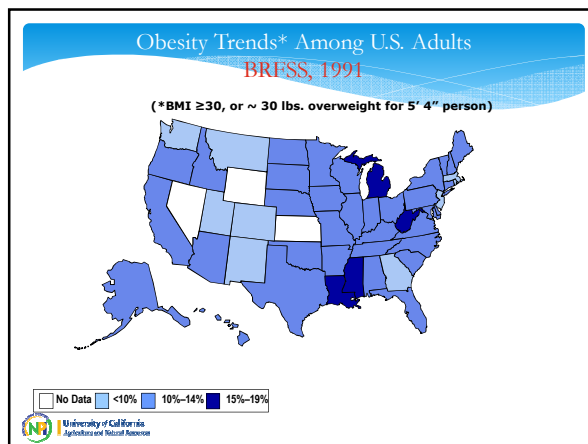 Obesity Trends* Among U.S. Adults
BRFSS, 1991
(*BMI ≥30, or ~ 30 lbs. overweight for 5’ 4” person)
No Data <10% 10%–14% 15%–19%
University of California
Agriculture and Natural Resources